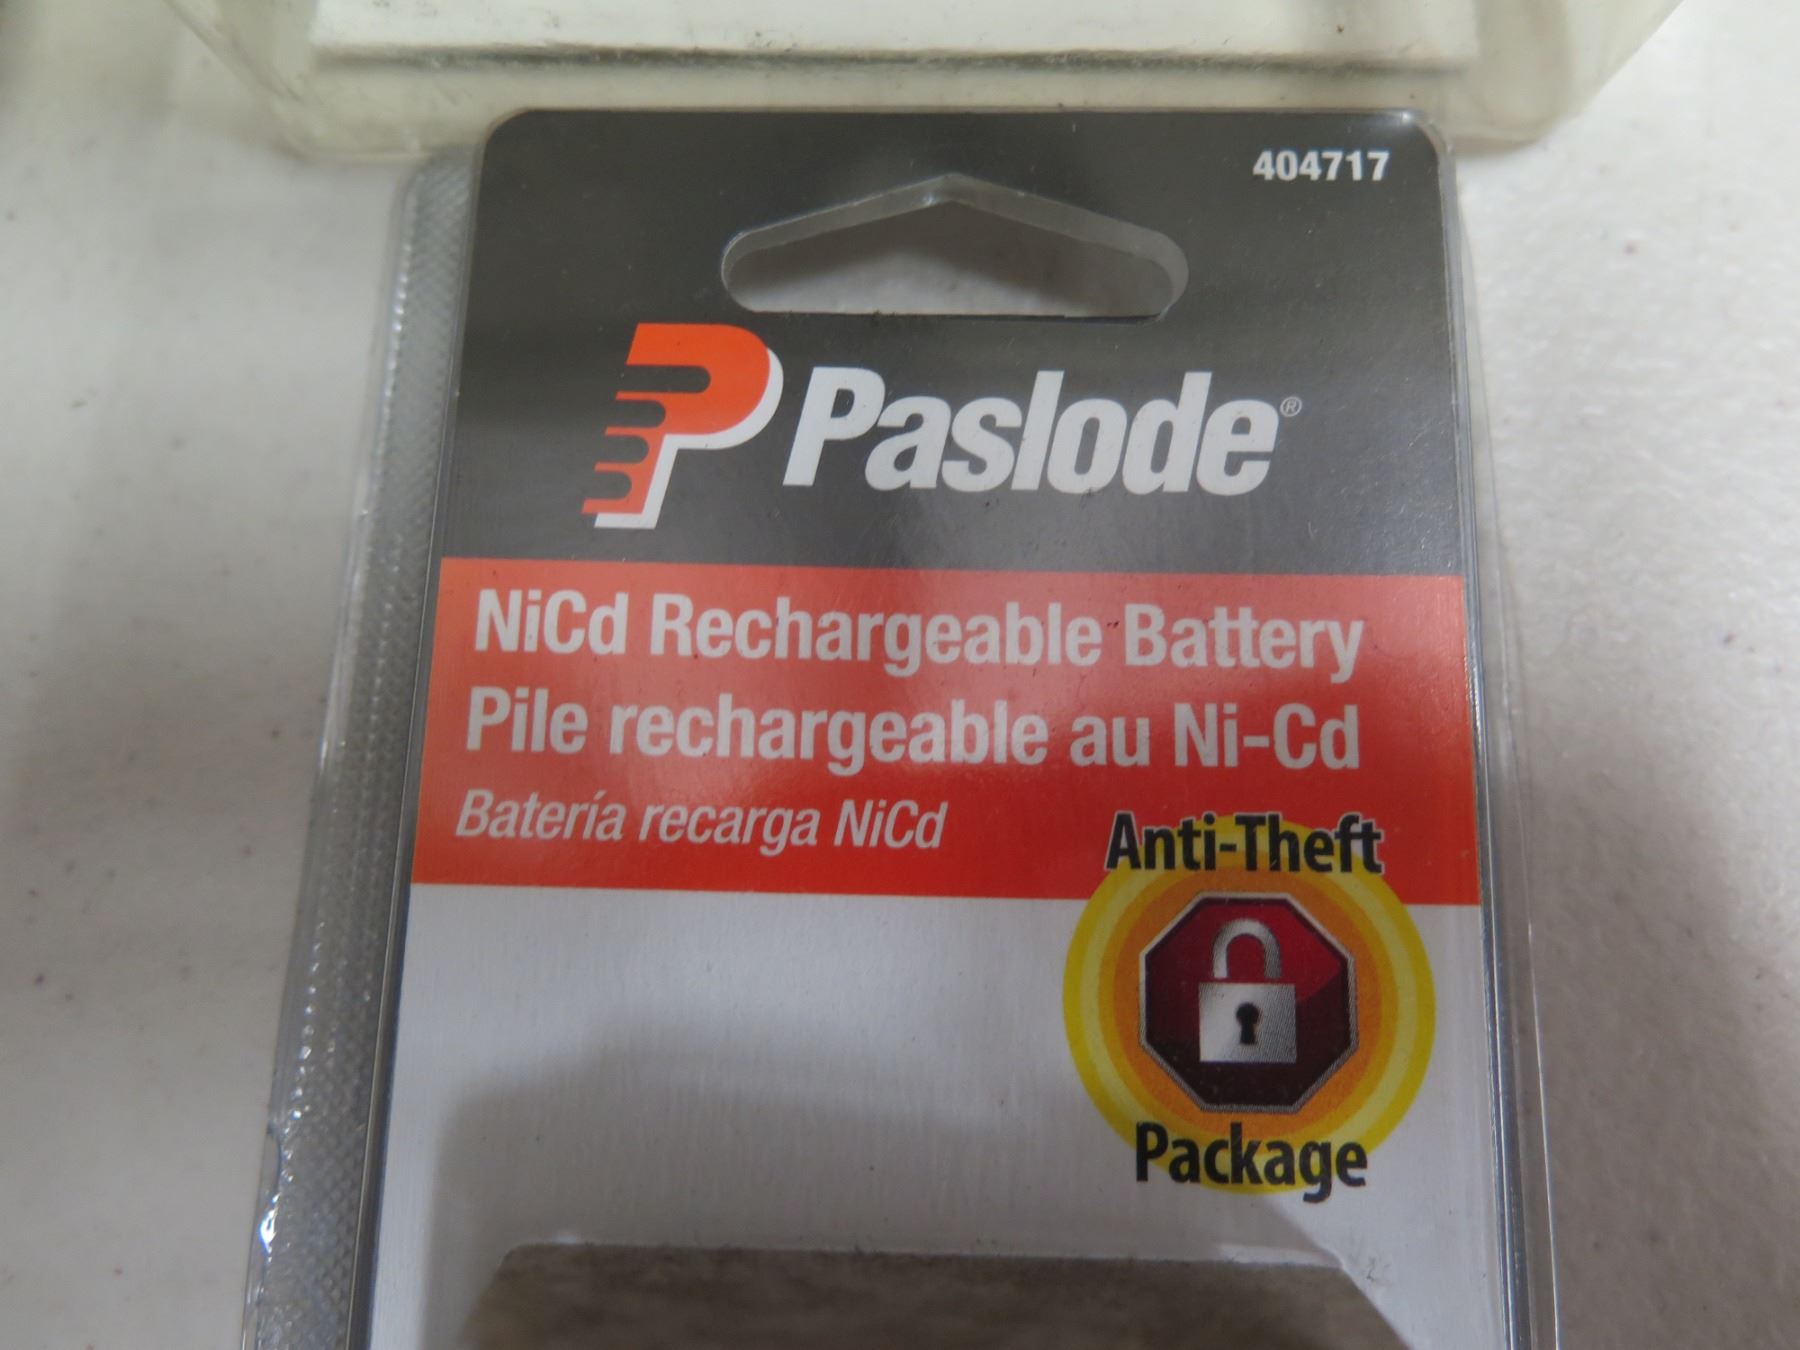 404717
Paslode®
NiCd Rechargeable Battery
Pile rechargeable au Ni-Cd
Batería recarga NiCd
Anti-Theft
Package